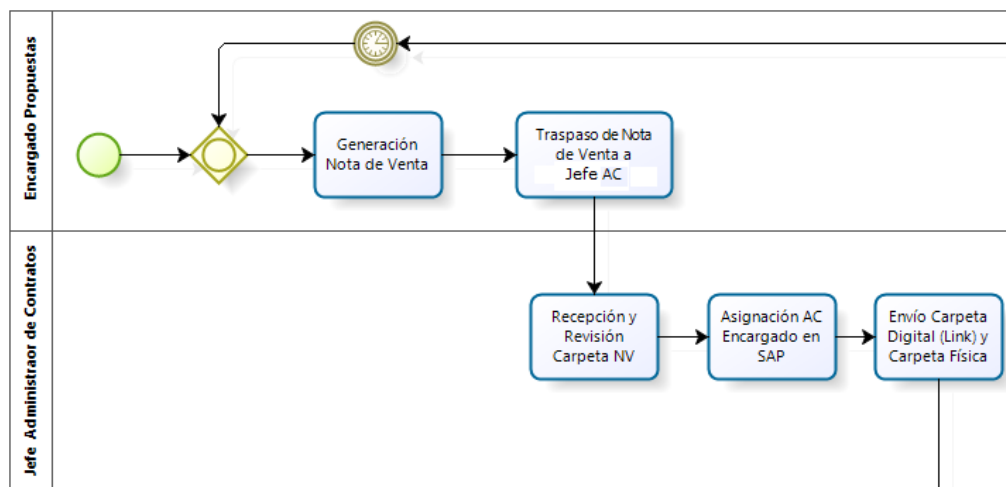 Encargado Propuestas
Generación
Nota de Venta
Traspaso de Nota
de Venta a
Jefe AC
Jefe Administraor de Contratos
Recepción y
Revisión
Carpeta NV
Asignación AC
Encargado en
SAP
Envío Carpeta
Digital (Link) y
Carpeta Física